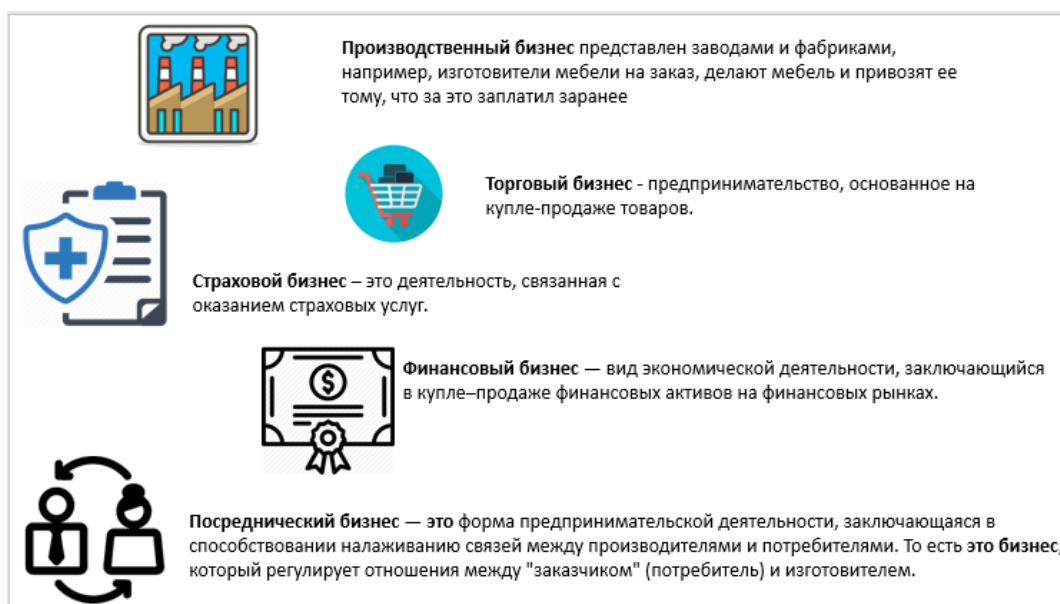 Производственный бизнес представлен заводами и фабриками,
например, изготовители мебели на заказ, делают мебель и привозят ее
тому, что за это заплатил заранее
Торговый бизнес - предпринимательство, основанное на
купле-продаже товаров.
Страховой бизнес – это деятельность, связанная с
оказанием страховых услуг.
Финансовый бизнес — вид экономической деятельности, заключающийся
в купле–продаже финансовых активов на финансовых рынках.
Посреднический бизнес — это форма предпринимательской деятельности, заключающаяся в
способствовании налаживанию связей между производителями и потребителями. То есть это бизнес,
который регулирует отношения между "заказчиком" (потребитель) и изготовителем.